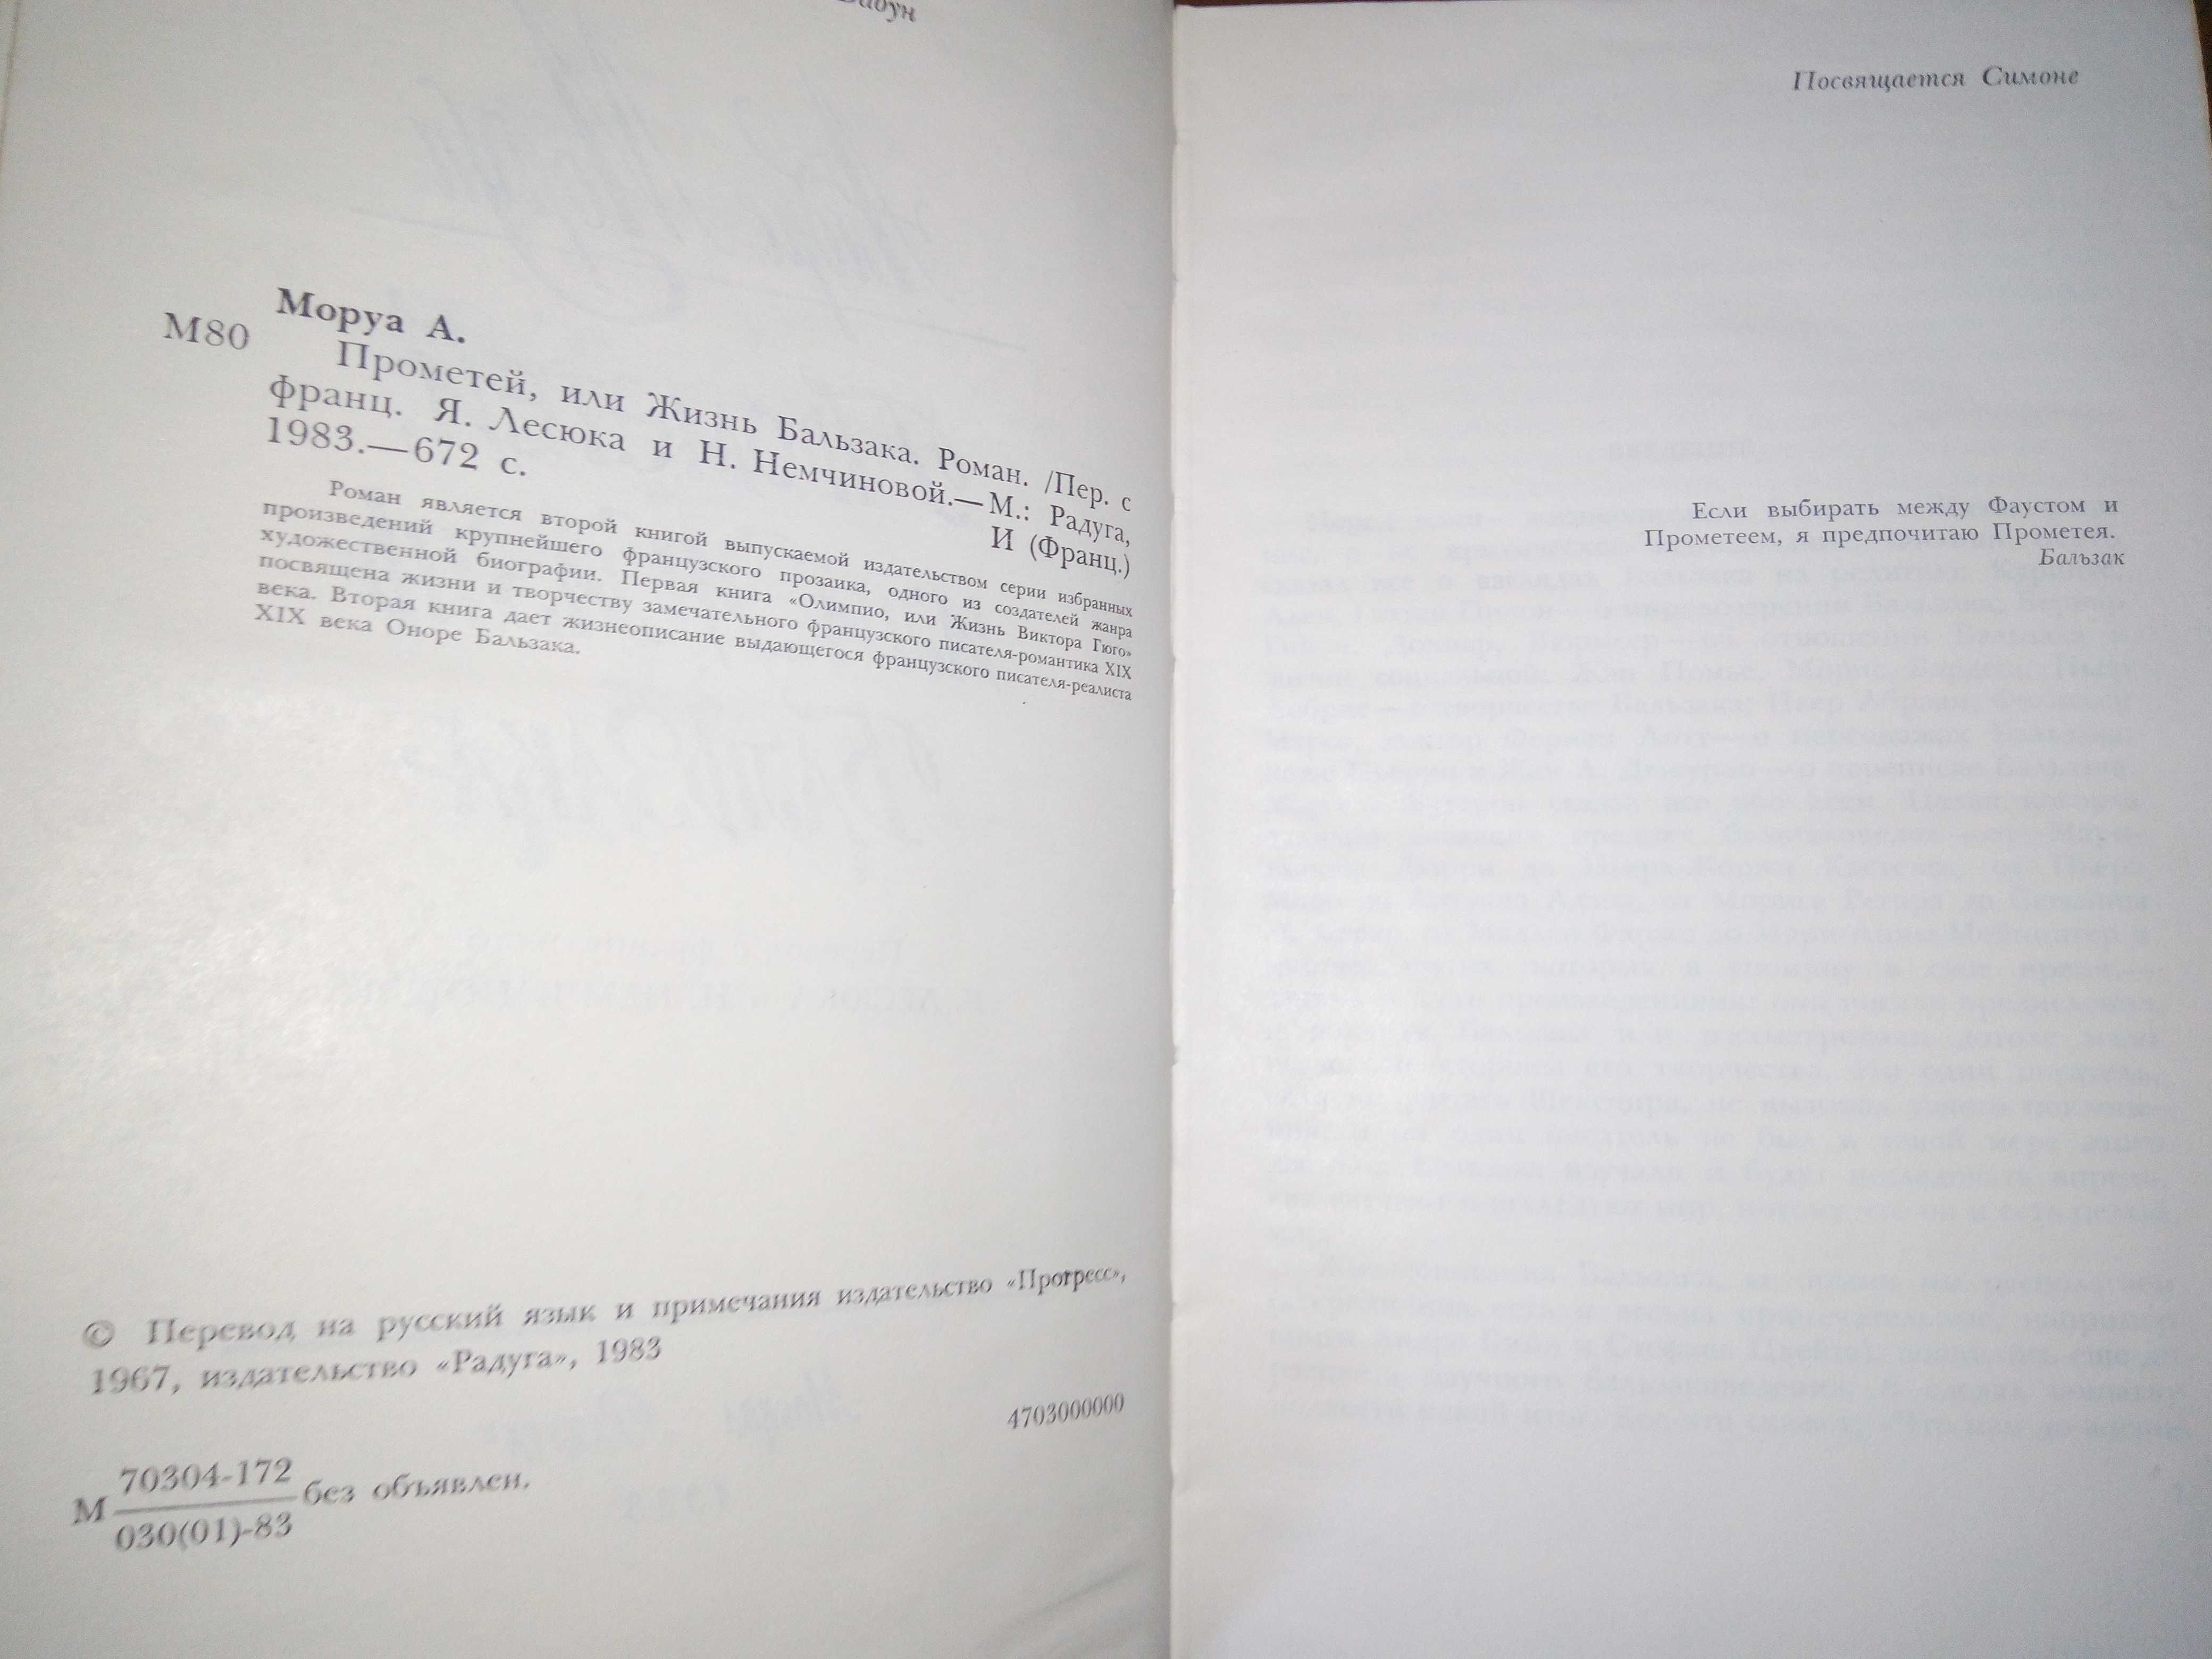 Моруа А.
М80
Прометей, или Жизнь Бальзака. Роман. /Пер. с
франц. Я. Лесюка и Н. Немчиновой.—М.: Радуга,
1983.—672 с.
И (Франц.)
Роман является второй книгой выпускаемой издательством серии избранных
произведений крупнейшего французского прозаика, одного из создателей жанра
художественной биографии. Первая книга «Олимпио, или Жизнь Виктора Гюго»
посвящена жизни и творчеству замечательного французского писателя-романтика XIX
века. Вторая книга дает жизнеописание выдающегося французского писателя-реалиста
XIX века Оноре Бальзака.
© Перевод на русский язык и примечания издательство «Прогресс»,
1967, издательство «Радуга», 1983
4703000000
70304-172
М без объявлен.
030(01)-83
Посвящается Симоне
Если выбирать между Фаустом и
Прометеем, я предпочитаю Прометея.
Бальзак